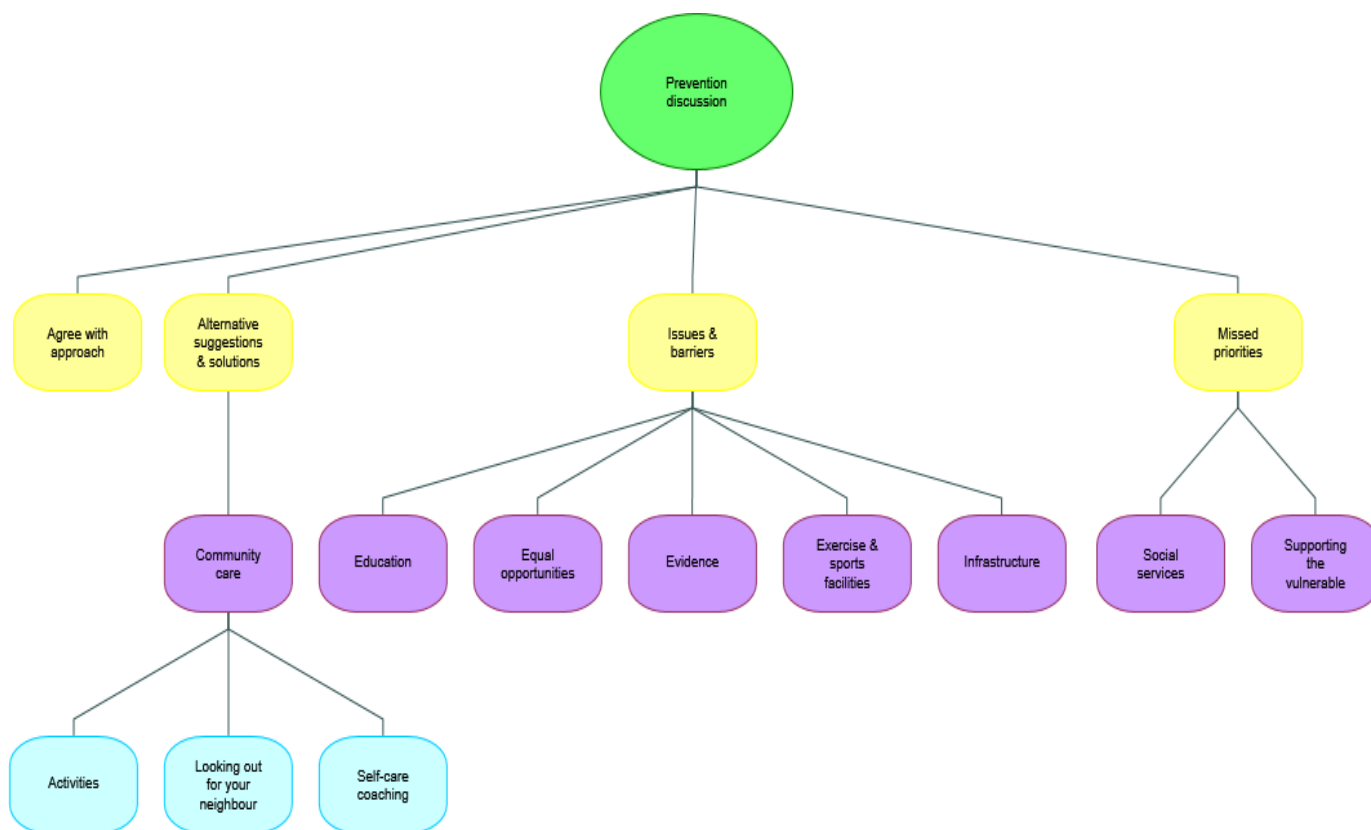 Prevention
discussion
Agree with
approach
Alternative
suggestions
& solutions
Issues &
barriers
Missed
priorities
Community
care
Education
Equal
opportunities
Evidence
Exercise &
sports
facilities
Infrastructure
Social
services
Supporting
the
vulnerable
Activities
Looking out
for your
neighbour
Self-care
coaching